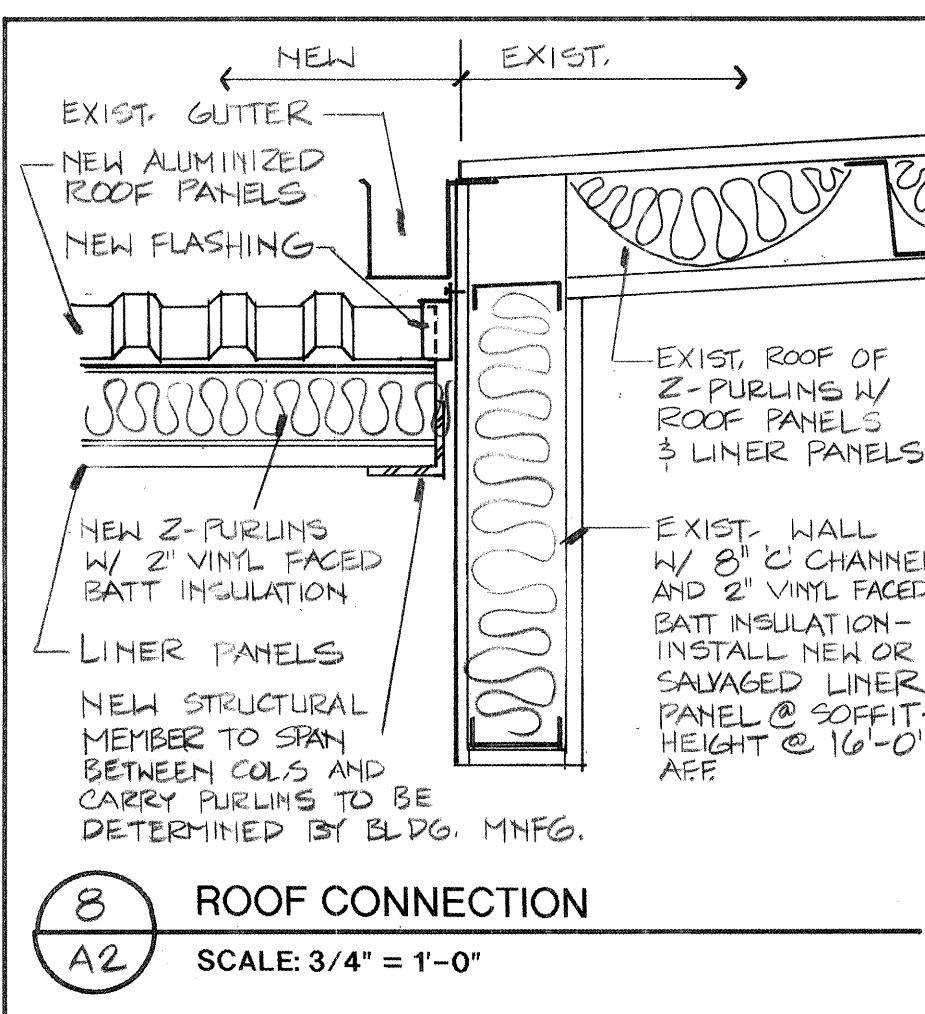 NEW
EXIST.
EXIST. GUTTER
NEW ALUMINIZED
ROOF PANELS
NEW FLASHING
NEW Z-PURLINS
W/ 2" VINYL FACED
BATT INSULATION
LINER PANELS
NEW STRUCTURAL
MEMBER TO SPAN
BETWEEN COL.S AND
CARRY PURLINS TO BE
DETERMINED BY BLDG. MNFG.
EXIST. ROOF OF
Z-PURLINS W/
ROOF PANELS
& LINER PANELS
EXIST. WALL
W/ 8" 'C' CHANNEL
AND 2" VINYL FACED
BATT INSULATION-
INSTALL NEW OR
SALVAGED LINER
PANEL @ SOFFIT-
HEIGHT @ 16'-0"
A.F.F.
8
A2
ROOF CONNECTION
SCALE: 3/4" = 1'-0"